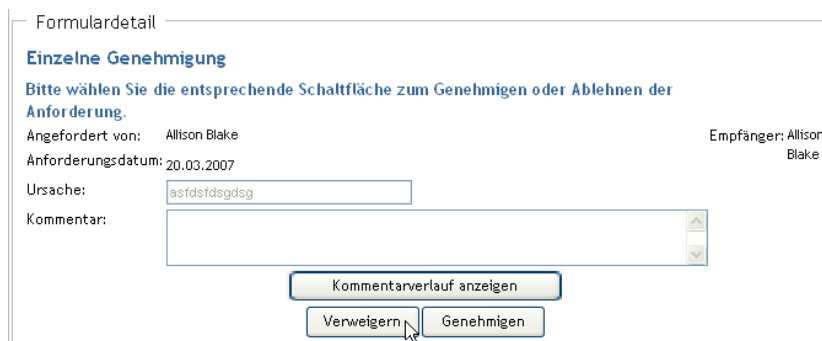 Formulardetail
Einzelne Genehmigung
Bitte wählen Sie die entsprechende Schaltfläche zum Genehmigen oder Ablehnen der
Anforderung.
Angefordert von: Allison Blake Empfänger: Allison
Blake
Anforderungsdatum: 20.03.2007
Ursache: asfdsfdsgdsg
Kommentar:
Kommentarverlauf anzeigen
Verweigern Genehmigen